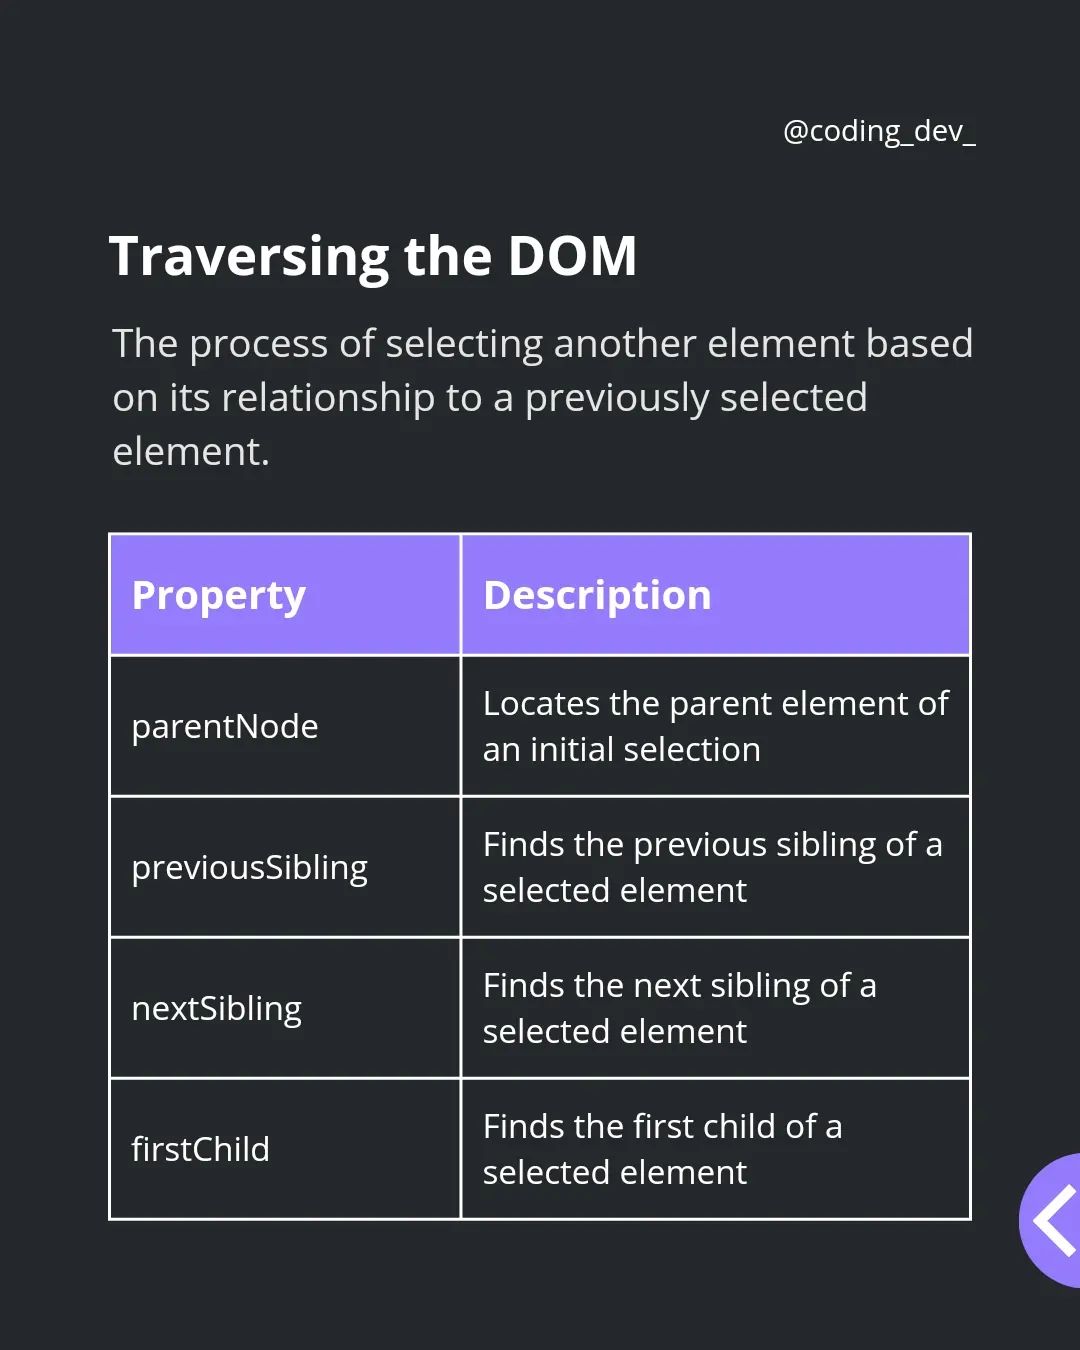 @coding_dev_
Traversing the DOM
The process of selecting another element based
on its relationship to a previously selected
element.
Property
Description
parentNode
Locates the parent element of
an initial selection
previousSibling
Finds the previous sibling of a
selected element
nextSibling
Finds the next sibling of a
selected element
firstChild
Finds the first child of a
selected element